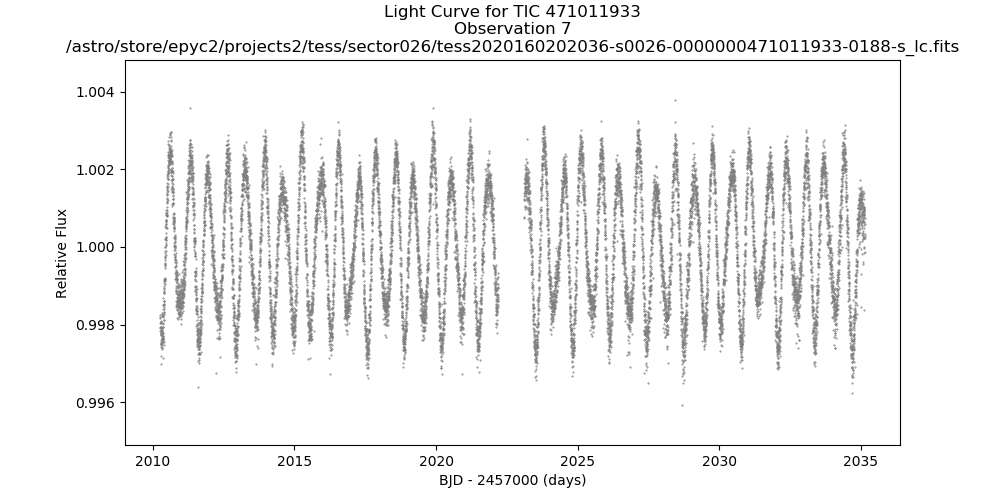 Light Curve for TIC 471011933
Observation 7
/astro/store/epyc2/projects2/tess/sector026/tess2020160202036-s0026-0000000471011933-0188-s_lc.fits
1.004
1.002
1.000
0.998
0.996
Relative Flux
2010 2015 2020 2025 2030 2035
BJD - 2457000 (days)